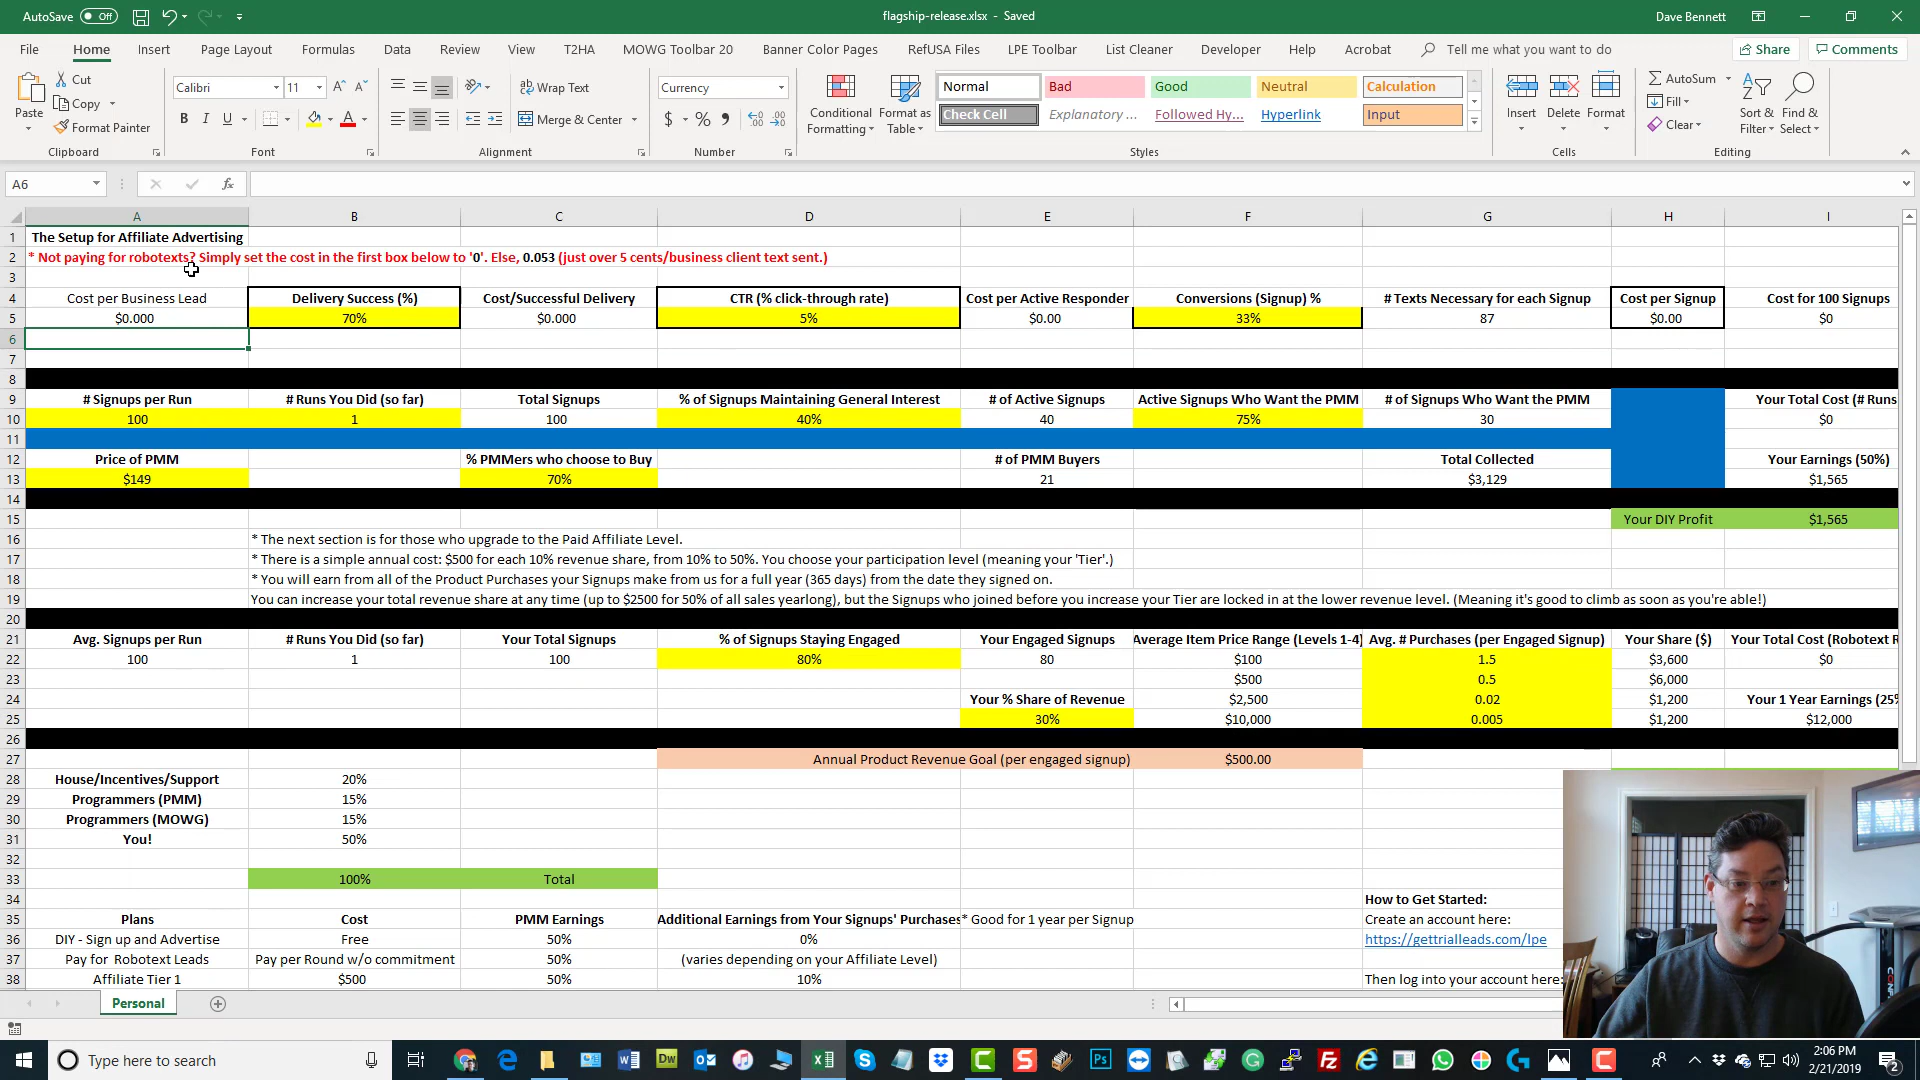 AutoSave Off
flagship-release.xlsx - Saved
Dave Bennett
File Home Insert Page Layout Formulas Data Review View T2HA MOWG Toolbar 20 Banner Color Pages RefUSA Files LPE Toolbar List Cleaner Developer Help Acrobat Tell me what you want to do Share Comments
Paste Cut Copy Format Painter
Calibri 11
B I U
Wrap Text
Merge & Center
Currency
$ % ,
Conditional Formatting
Format as Table
Normal Bad Good Neutral Calculation
Check Cell Explanatory ... Followed Hy... Hyperlink Input
Insert Delete Format
AutoSum
Fill
Clear
Sort & Filter
Find & Select
Clipboard Font Alignment Number Styles Cells Editing
A6 fx
A B C D E F G H I
1 The Setup for Affiliate Advertising
2 * Not paying for robotexts? Simply set the cost in the first box below to '0'. Else, 0.053 (just over 5 cents/business client text sent.)
3
4 Cost per Business Lead Delivery Success (%) Cost/Successful Delivery CTR (% click-through rate) Cost per Active Responder Conversions (Signup) % # Texts Necessary for each Signup Cost per Signup Cost for 100 Signups
5 $0.000 70% $0.000 5% $0.00 33% 87 $0.00 $0
6
7
8
9 # Signups per Run # Runs You Did (so far) Total Signups % of Signups Maintaining General Interest # of Active Signups Active Signups Who Want the PMM # of Signups Who Want the PMM Your Total Cost (# Runs
10 100 1 100 40% 40 75% 30 $0
11
12 Price of PMM % PMMers who choose to Buy # of PMM Buyers Total Collected Your Earnings (50%)
13 $149 70% 21 $3,129 $1,565
14
15 Your DIY Profit $1,565
16 * The next section is for those who upgrade to the Paid Affiliate Level.
17 * There is a simple annual cost: $500 for each 10% revenue share, from 10% to 50%. You choose your participation level (meaning your 'Tier'.)
18 * You will earn from all of the Product Purchases your Signups make from us for a full year (365 days) from the date they signed on.
19 You can increase your total revenue share at any time (up to $2500 for 50% of all sales yearlong), but the Signups who joined before you increase your Tier are locked in at the lower revenue level. (Meaning it's good to climb as soon as you're able!)
20
21 Avg. Signups per Run # Runs You Did (so far) Your Total Signups % of Signups Staying Engaged Your Engaged Signups Average Item Price Range (Levels 1-4) Avg. # Purchases (per Engaged Signup) Your Share ($) Your Total Cost (Robotext R
22 100 1 100 80% 80 $100 1.5 $3,600 $0
23 $500 0.5 $6,000
24 Your % Share of Revenue $2,500 0.02 $1,200 Your 1 Year Earnings (25%
25 30% $10,000 0.005 $1,200 $12,000
26
27 Annual Product Revenue Goal (per engaged signup) $500.00
28 House/Incentives/Support 20%
29 Programmers (PMM) 15%
30 Programmers (MOWG) 15%
31 You! 50%
32
33 100% Total
34 How to Get Started:
35 Plans Cost PMM Earnings Additional Earnings from Your Signups' Purchases * Good for 1 year per Signup Create an account here:
36 DIY - Sign up and Advertise Free 50% 0% https://gettrialleads.com/lpe
37 Pay for Robotext Leads Pay per Round w/o commitment 50% (varies depending on your Affiliate Level)
38 Affiliate Tier 1 $500 50% 10% Then log into your account here:
Personal
Type here to search
2:06 PM
2/21/2019
2